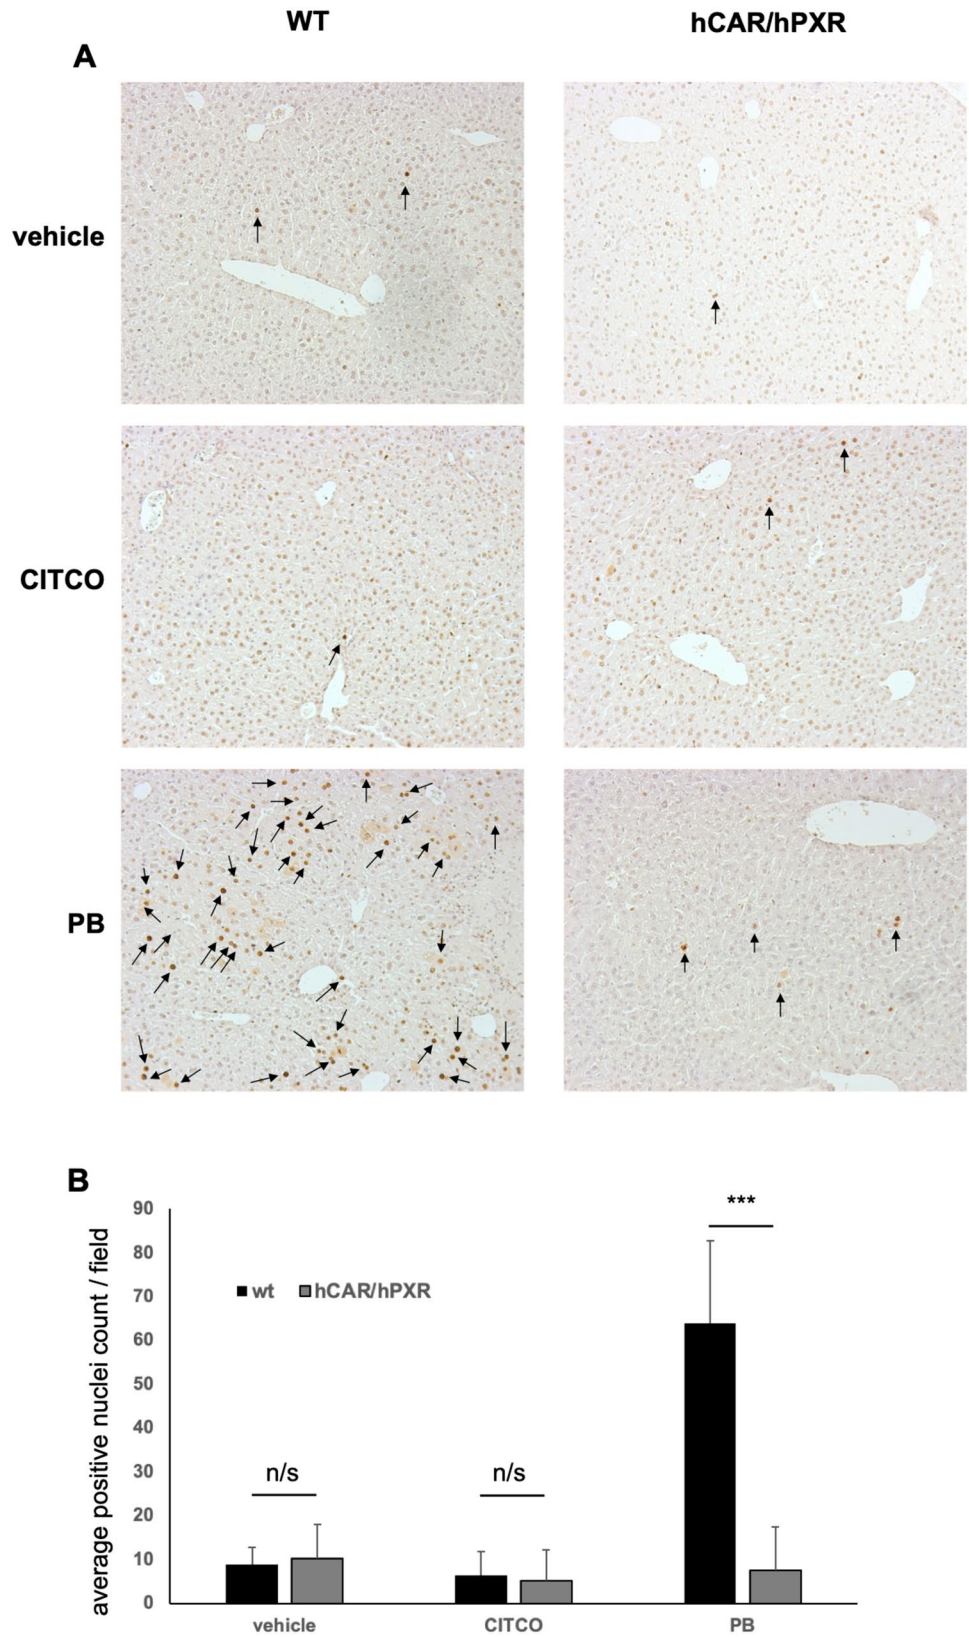 WT hCAR/hPXR
A
vehicle
CITCO
PB
B
average positive nuclei count / field
90
80
70
60
50
40
30
20
10
0
wt hCAR/hPXR
n/s
n/s
***
vehicle CITCO PB